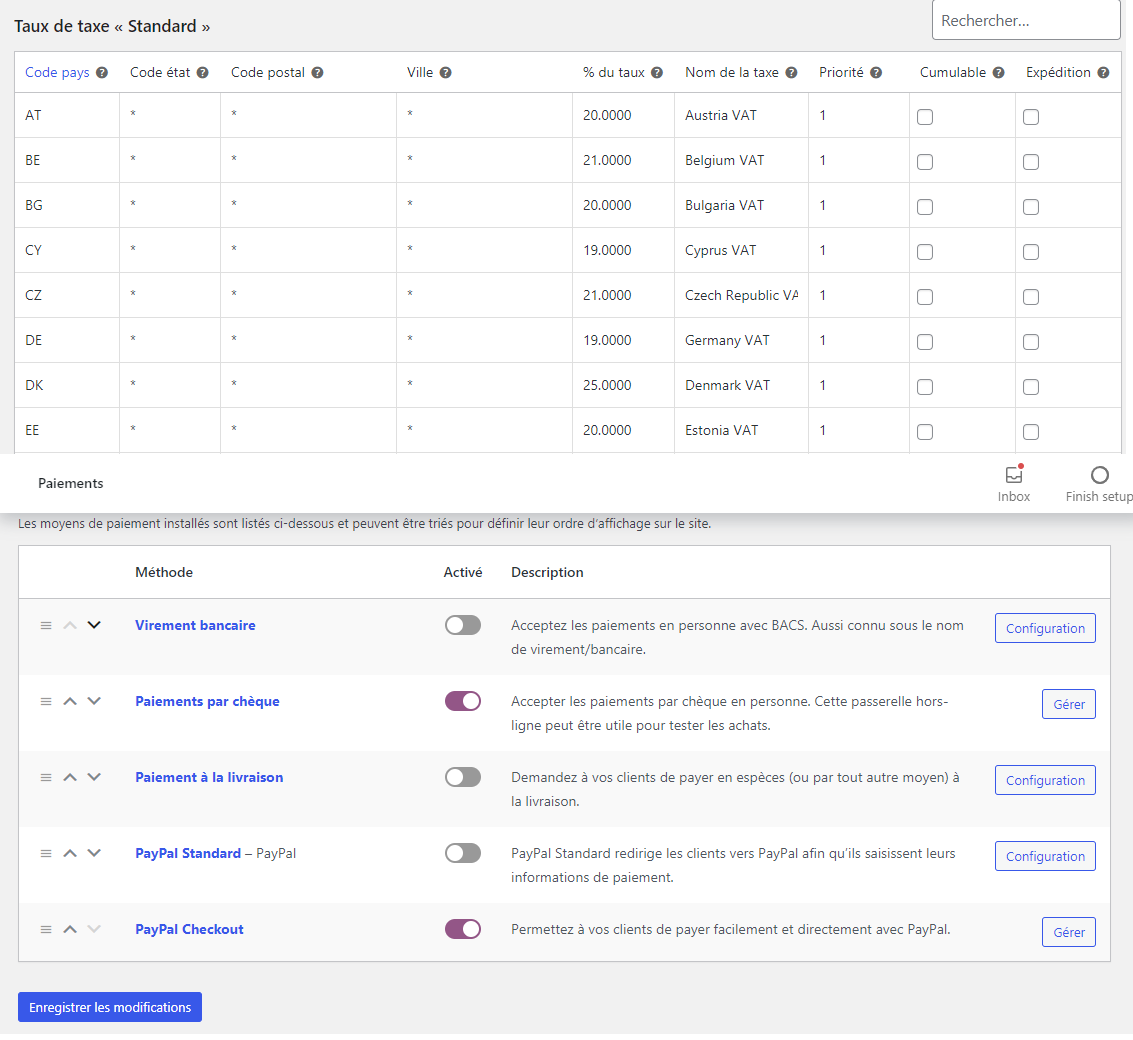 Taux de taxe « Standard »
Rechercher...
Code pays Code état Code postal Ville % du taux Nom de la taxe Priorité Cumulable Expédition
AT * * * 20.0000 Austria VAT 1
BE * * * 21.0000 Belgium VAT 1
BG * * * 20.0000 Bulgaria VAT 1
CY * * * 19.0000 Cyprus VAT 1
CZ * * * 21.0000 Czech Republic VA 1
DE * * * 19.0000 Germany VAT 1
DK * * * 25.0000 Denmark VAT 1
EE * * * 20.0000 Estonia VAT 1
Paiements
Inbox
Finish setup
Les moyens de paiement installés sont listés ci-dessous et peuvent être triés pour définir leur ordre d'affichage sur le site.
Méthode Activé Description
Virement bancaire
Acceptez les paiements en personne avec BACS. Aussi connu sous le nom
de virement/bancaire.
Configuration
Paiements par chèque
Accepter les paiements par chèque en personne. Cette passerelle hors-
ligne peut être utile pour tester les achats.
Gérer
Paiement à la livraison
Demandez à vos clients de payer en espèces (ou par tout autre moyen) à
la livraison.
Configuration
PayPal Standard – PayPal
PayPal Standard redirige les clients vers PayPal afin qu'ils saisissent leurs
informations de paiement.
Configuration
PayPal Checkout
Permettez à vos clients de payer facilement et directement avec PayPal.
Gérer
Enregistrer les modifications